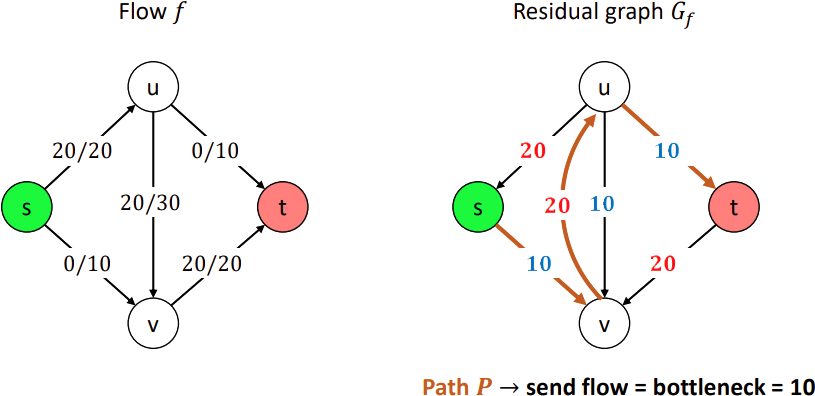 Flow f
Residual graph G_f
u
20/20
0/10
s
20/30
t
0/10
20/20
v
u
20
10
s
20
10
t
10
20
v
Path P → send flow = bottleneck = 10